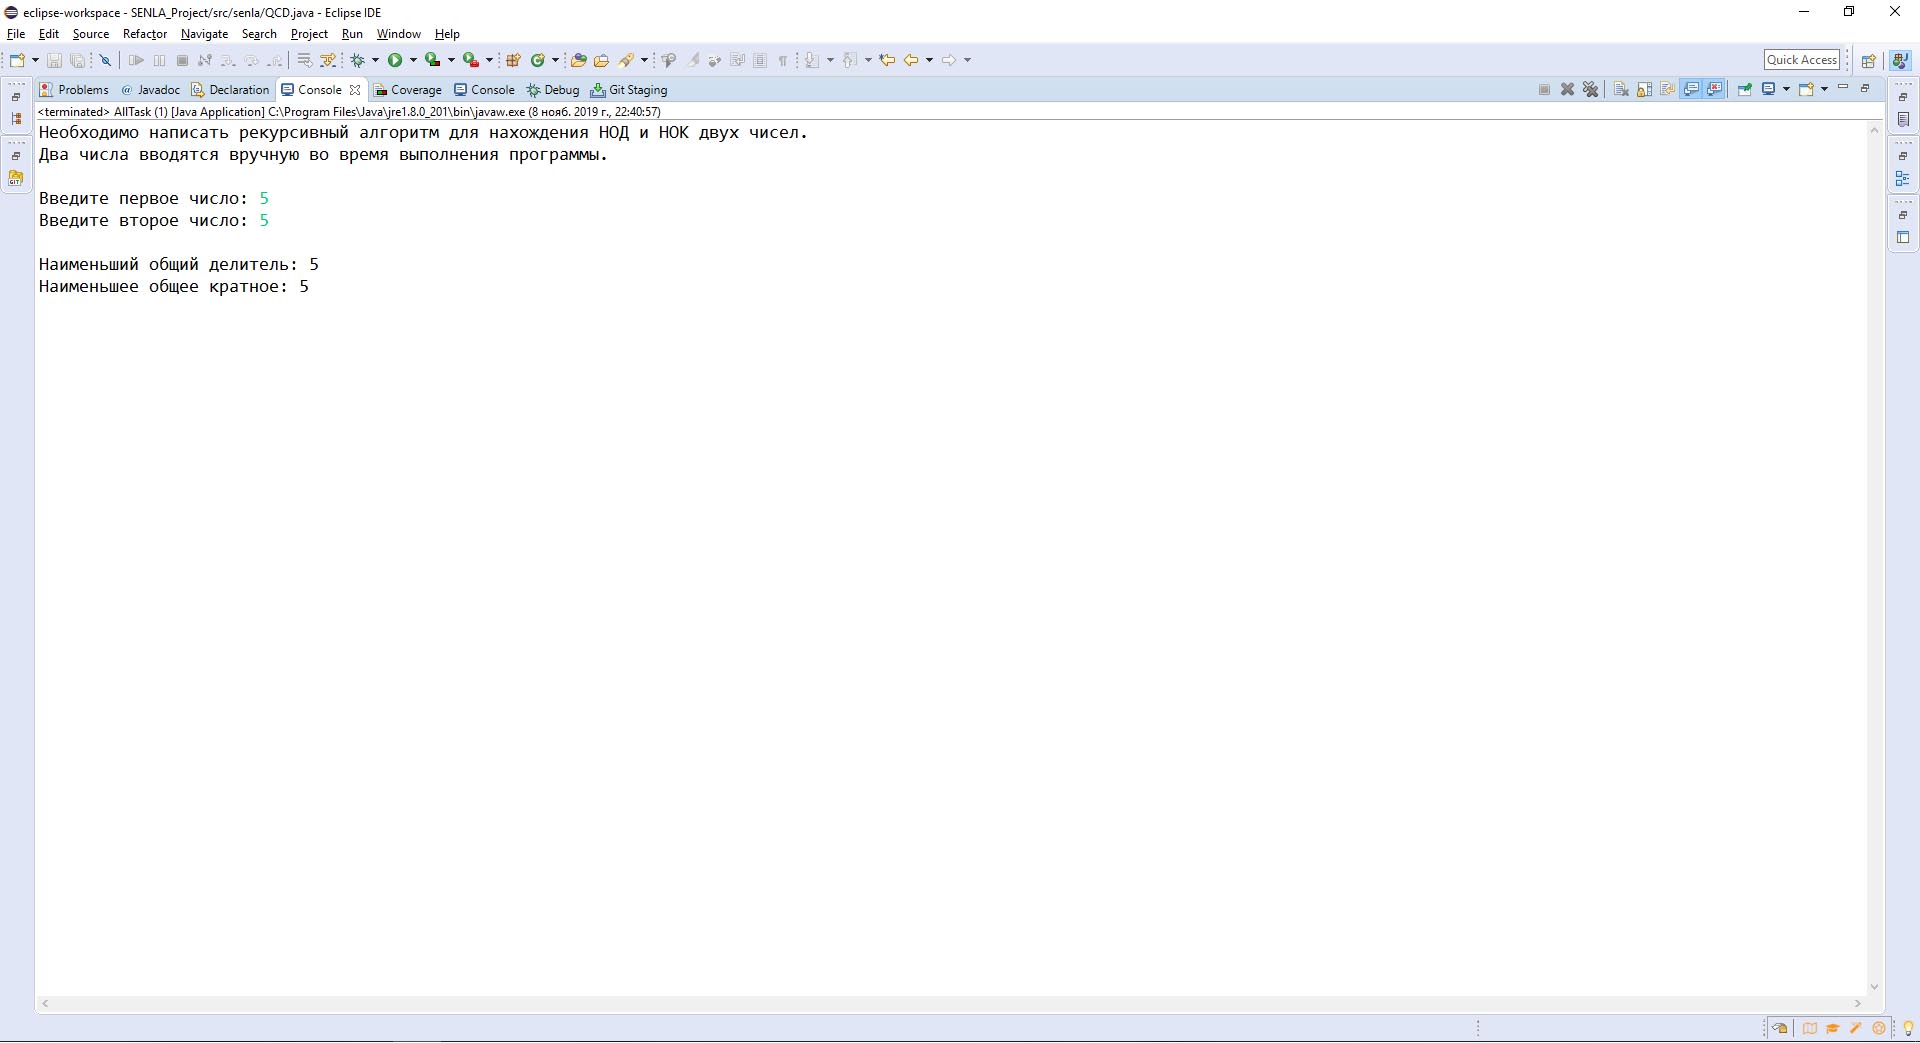 eclipse-workspace - SENLA_Project/src/senla/QCD.java - Eclipse IDE
File Edit Source Refactor Navigate Search Project Run Window Help
Quick Access
Problems @ Javadoc Declaration Console Coverage Console Debug Git Staging
<terminated> AllTask (1) [Java Application] C:\Program Files\Java\jre1.8.0_201\bin\javaw.exe (8 нояб. 2019 г., 22:40:57)
Необходимо написать рекурсивный алгоритм для нахождения НОД и НОК двух чисел.
Два числа вводятся вручную во время выполнения программы.
Введите первое число: 5
Введите второе число: 5
Наименьший общий делитель: 5
Наименьшее общее кратное: 5